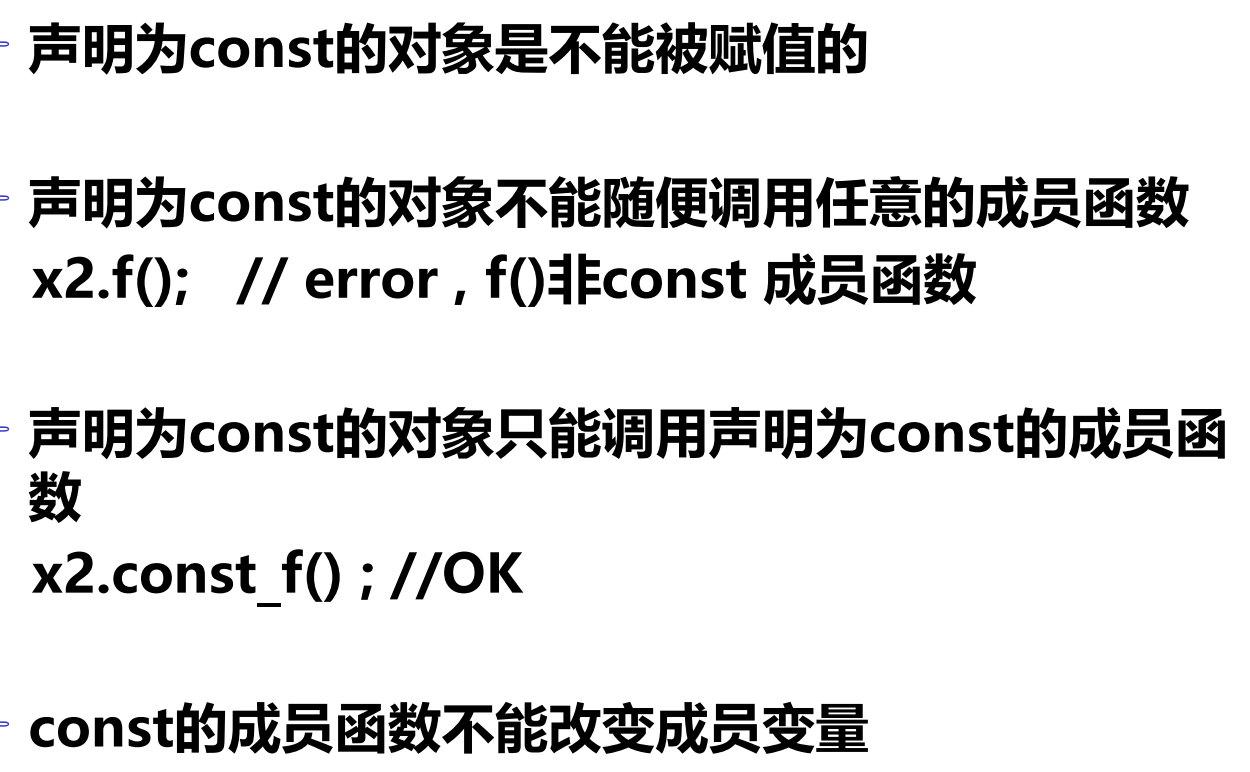 声明为const的对象是不能被赋值的
声明为const的对象不能随便调用任意的成员函数
x2.f(); // error , f()非const 成员函数
声明为const的对象只能调用声明为const的成员函
数
x2.const_f() ; //OK
const的成员函数不能改变成员变量